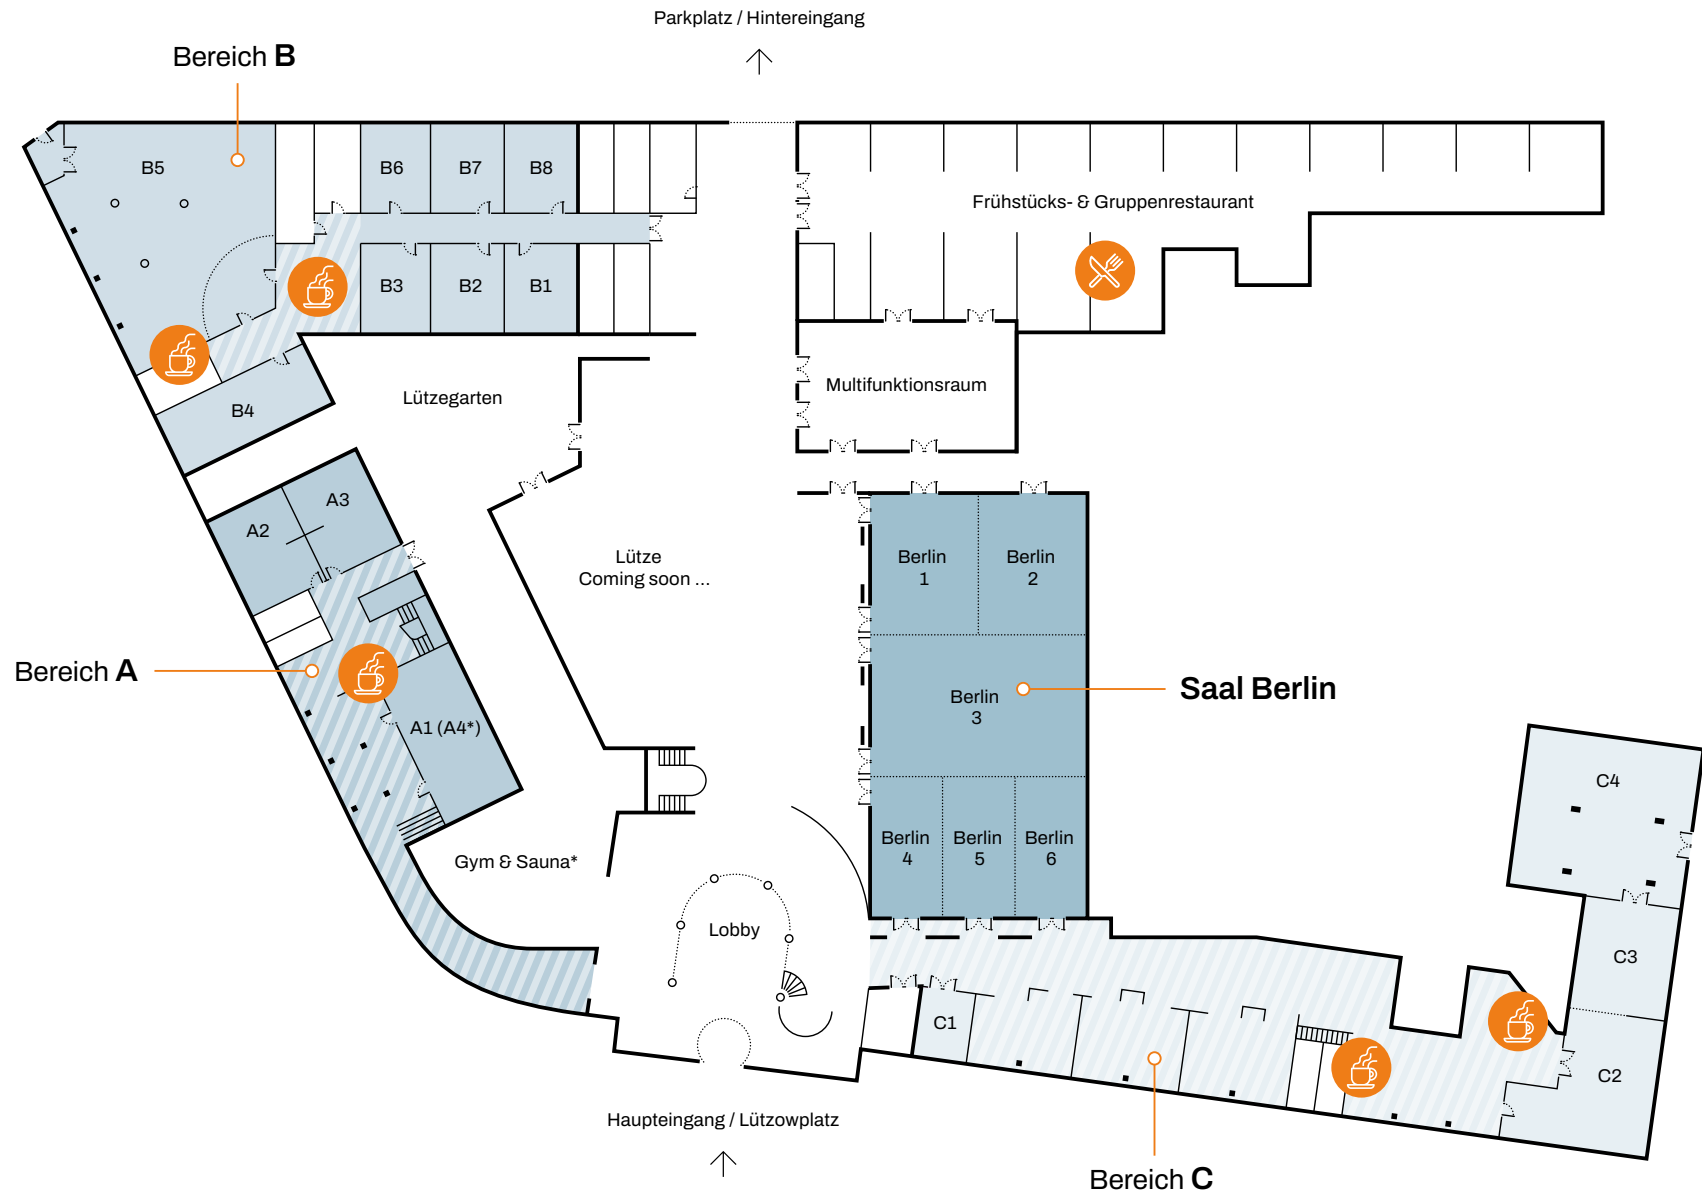 Parkplatz / Hintereingang
Bereich B
B5
B6
B7
B8
Frühstücks- & Gruppenrestaurant
B3
B2
B1
Multifunktionsraum
Lützegarten
B4
A3
A2
Lütze
Coming soon ...
Berlin
1
Berlin
2
Bereich A
Berlin
3
Saal Berlin
A1 (A4*)
C4
Berlin
4
Berlin
5
Berlin
6
Gym & Sauna*
Lobby
C3
C1
C2
Haupteingang / Lützowplatz
Bereich C